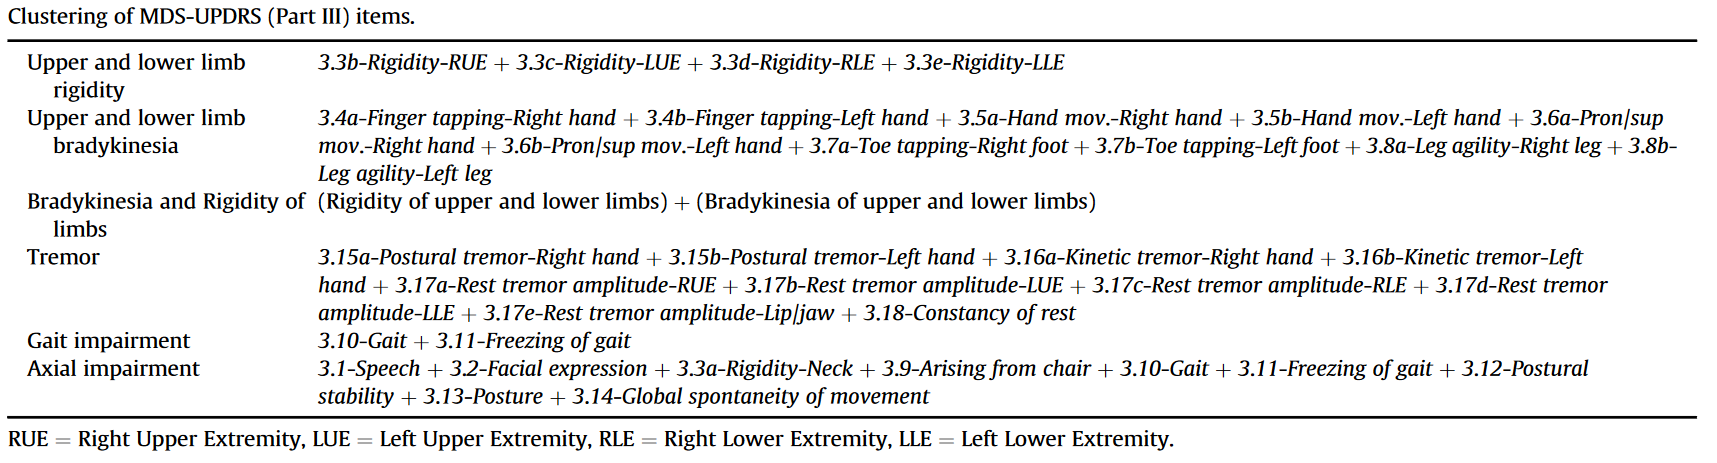 Clustering of MDS-UPDRS (Part III) items.
Upper and lower limb 3.3b-Rigidity-RUE + 3.3c-Rigidity-LUE + 3.3d-Rigidity-RLE + 3.3e-Rigidity-LLE
rigidity
Upper and lower limb 3.4a-Finger tapping-Right hand + 3.4b-Finger tapping-Left hand + 3.5a-Hand mov.-Right hand + 3.5b-Hand mov.-Left hand + 3.6a-Pron/sup
bradykinesia mov.-Right hand + 3.6b-Pron/sup mov.-Left hand + 3.7a-Toe tapping-Right foot + 3.7b-Toe tapping-Left foot + 3.8a-Leg agility-Right leg + 3.8b-
Leg agility-Left leg
Bradykinesia and Rigidity of (Rigidity of upper and lower limbs) + (Bradykinesia of upper and lower limbs)
limbs
Tremor 3.15a-Postural tremor-Right hand + 3.15b-Postural tremor-Left hand + 3.16a-Kinetic tremor-Right hand + 3.16b-Kinetic tremor-Left
hand + 3.17a-Rest tremor amplitude-RUE + 3.17b-Rest tremor amplitude-LUE + 3.17c-Rest tremor amplitude-RLE + 3.17d-Rest tremor
amplitude-LLE + 3.17e-Rest tremor amplitude-Lip/jaw + 3.18-Constancy of rest
Gait impairment 3.10-Gait + 3.11-Freezing of gait
Axial impairment 3.1-Speech + 3.2-Facial expression + 3.3a-Rigidity-Neck + 3.9-Arising from chair + 3.10-Gait + 3.11-Freezing of gait + 3.12-Postural
stability + 3.13-Posture + 3.14-Global spontaneity of movement
RUE = Right Upper Extremity, LUE = Left Upper Extremity, RLE = Right Lower Extremity, LLE = Left Lower Extremity.